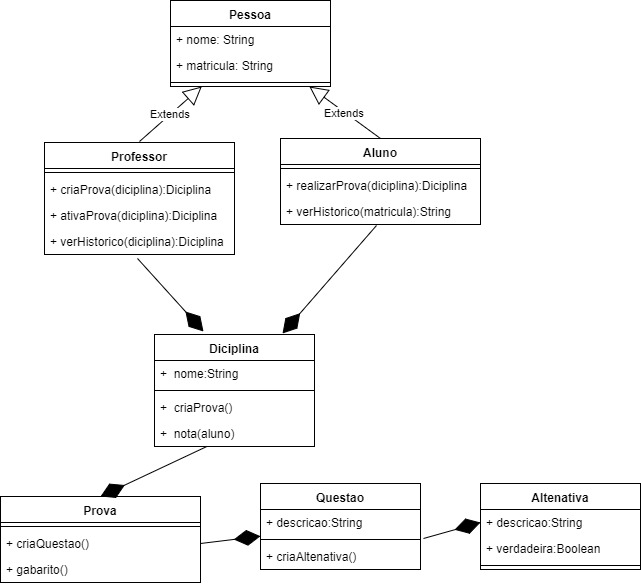 Pessoa
+ nome: String
+ matricula: String
Extends
Extends
Professor
+ criaProva(diciplina):Diciplina
+ ativaProva(diciplina):Diciplina
+ verHistorico(diciplina):Diciplina
Aluno
+ realizarProva(diciplina):Diciplina
+ verHistorico(matricula):String
Diciplina
+ nome:String
+ criaProva()
+ nota(aluno)
Prova
+ criaQuestao()
+ gabarito()
Questao
+ descricao:String
+ criaAltenativa()
Altenativa
+ descricao:String
+ verdadeira:Boolean